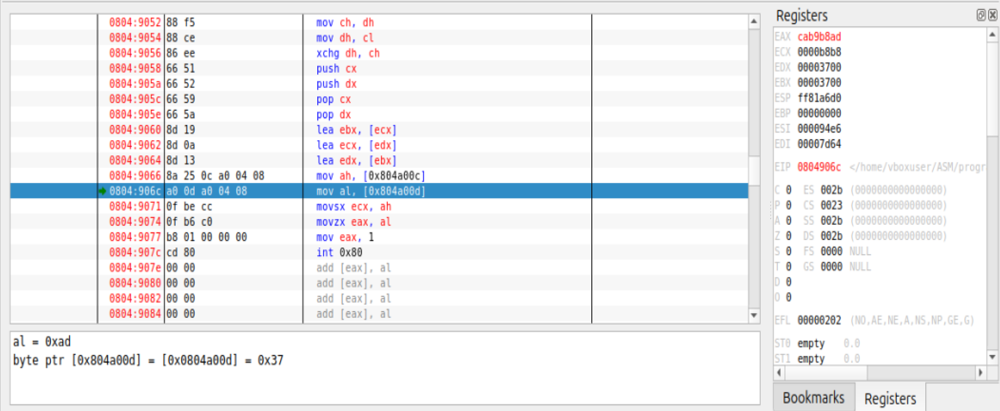 0804:9052 88 f5 mov ch, dh
0804:9054 88 ce mov dh, cl
0804:9056 86 ee xchg dh, ch
0804:9058 66 51 push cx
0804:905a 66 52 push dx
0804:905c 66 59 pop cx
0804:905e 66 5a pop dx
0804:9060 8d 19 lea ebx, [ecx]
0804:9062 8d 0a lea ecx, [edx]
0804:9064 8d 13 lea edx, [ebx]
0804:9066 8a 25 0c a0 04 08 mov ah, [0x804a00c]
0804:906c a0 0d a0 04 08 mov al, [0x804a00d]
0804:9071 0f be cc movsx ecx, ah
0804:9074 0f b6 c0 movzx eax, al
0804:9077 b8 01 00 00 00 mov eax, 1
0804:907c cd 80 int 0x80
0804:907e 00 00 add [eax], al
0804:9080 00 00 add [eax], al
0804:9082 00 00 add [eax], al
0804:9084 00 00 add [eax], al
al = 0xad
byte ptr [0x804a00d] = [0x0804a00d] = 0x37
Registers
EAX cab9b8ad
ECX 0000b8b8
EDX 00003700
EBX 00003700
ESP ff81a6d0
EBP 00000000
ESI 000094e6
EDI 00007d64
EIP 0804906c </home/vboxuser/ASM/progr
C 0 ES 002b (0000000000000000)
P 0 CS 0023 (0000000000000000)
A 0 SS 002b (0000000000000000)
Z 0 DS 002b (0000000000000000)
S 0 FS 0000 NULL
T 0 GS 0000 NULL
D 0
O 0
EFL 00000202 (NO,AE,NE,A,NS,NP,GE,G)
ST0 empty 0.0
ST1 empty 0.0
Bookmarks Registers